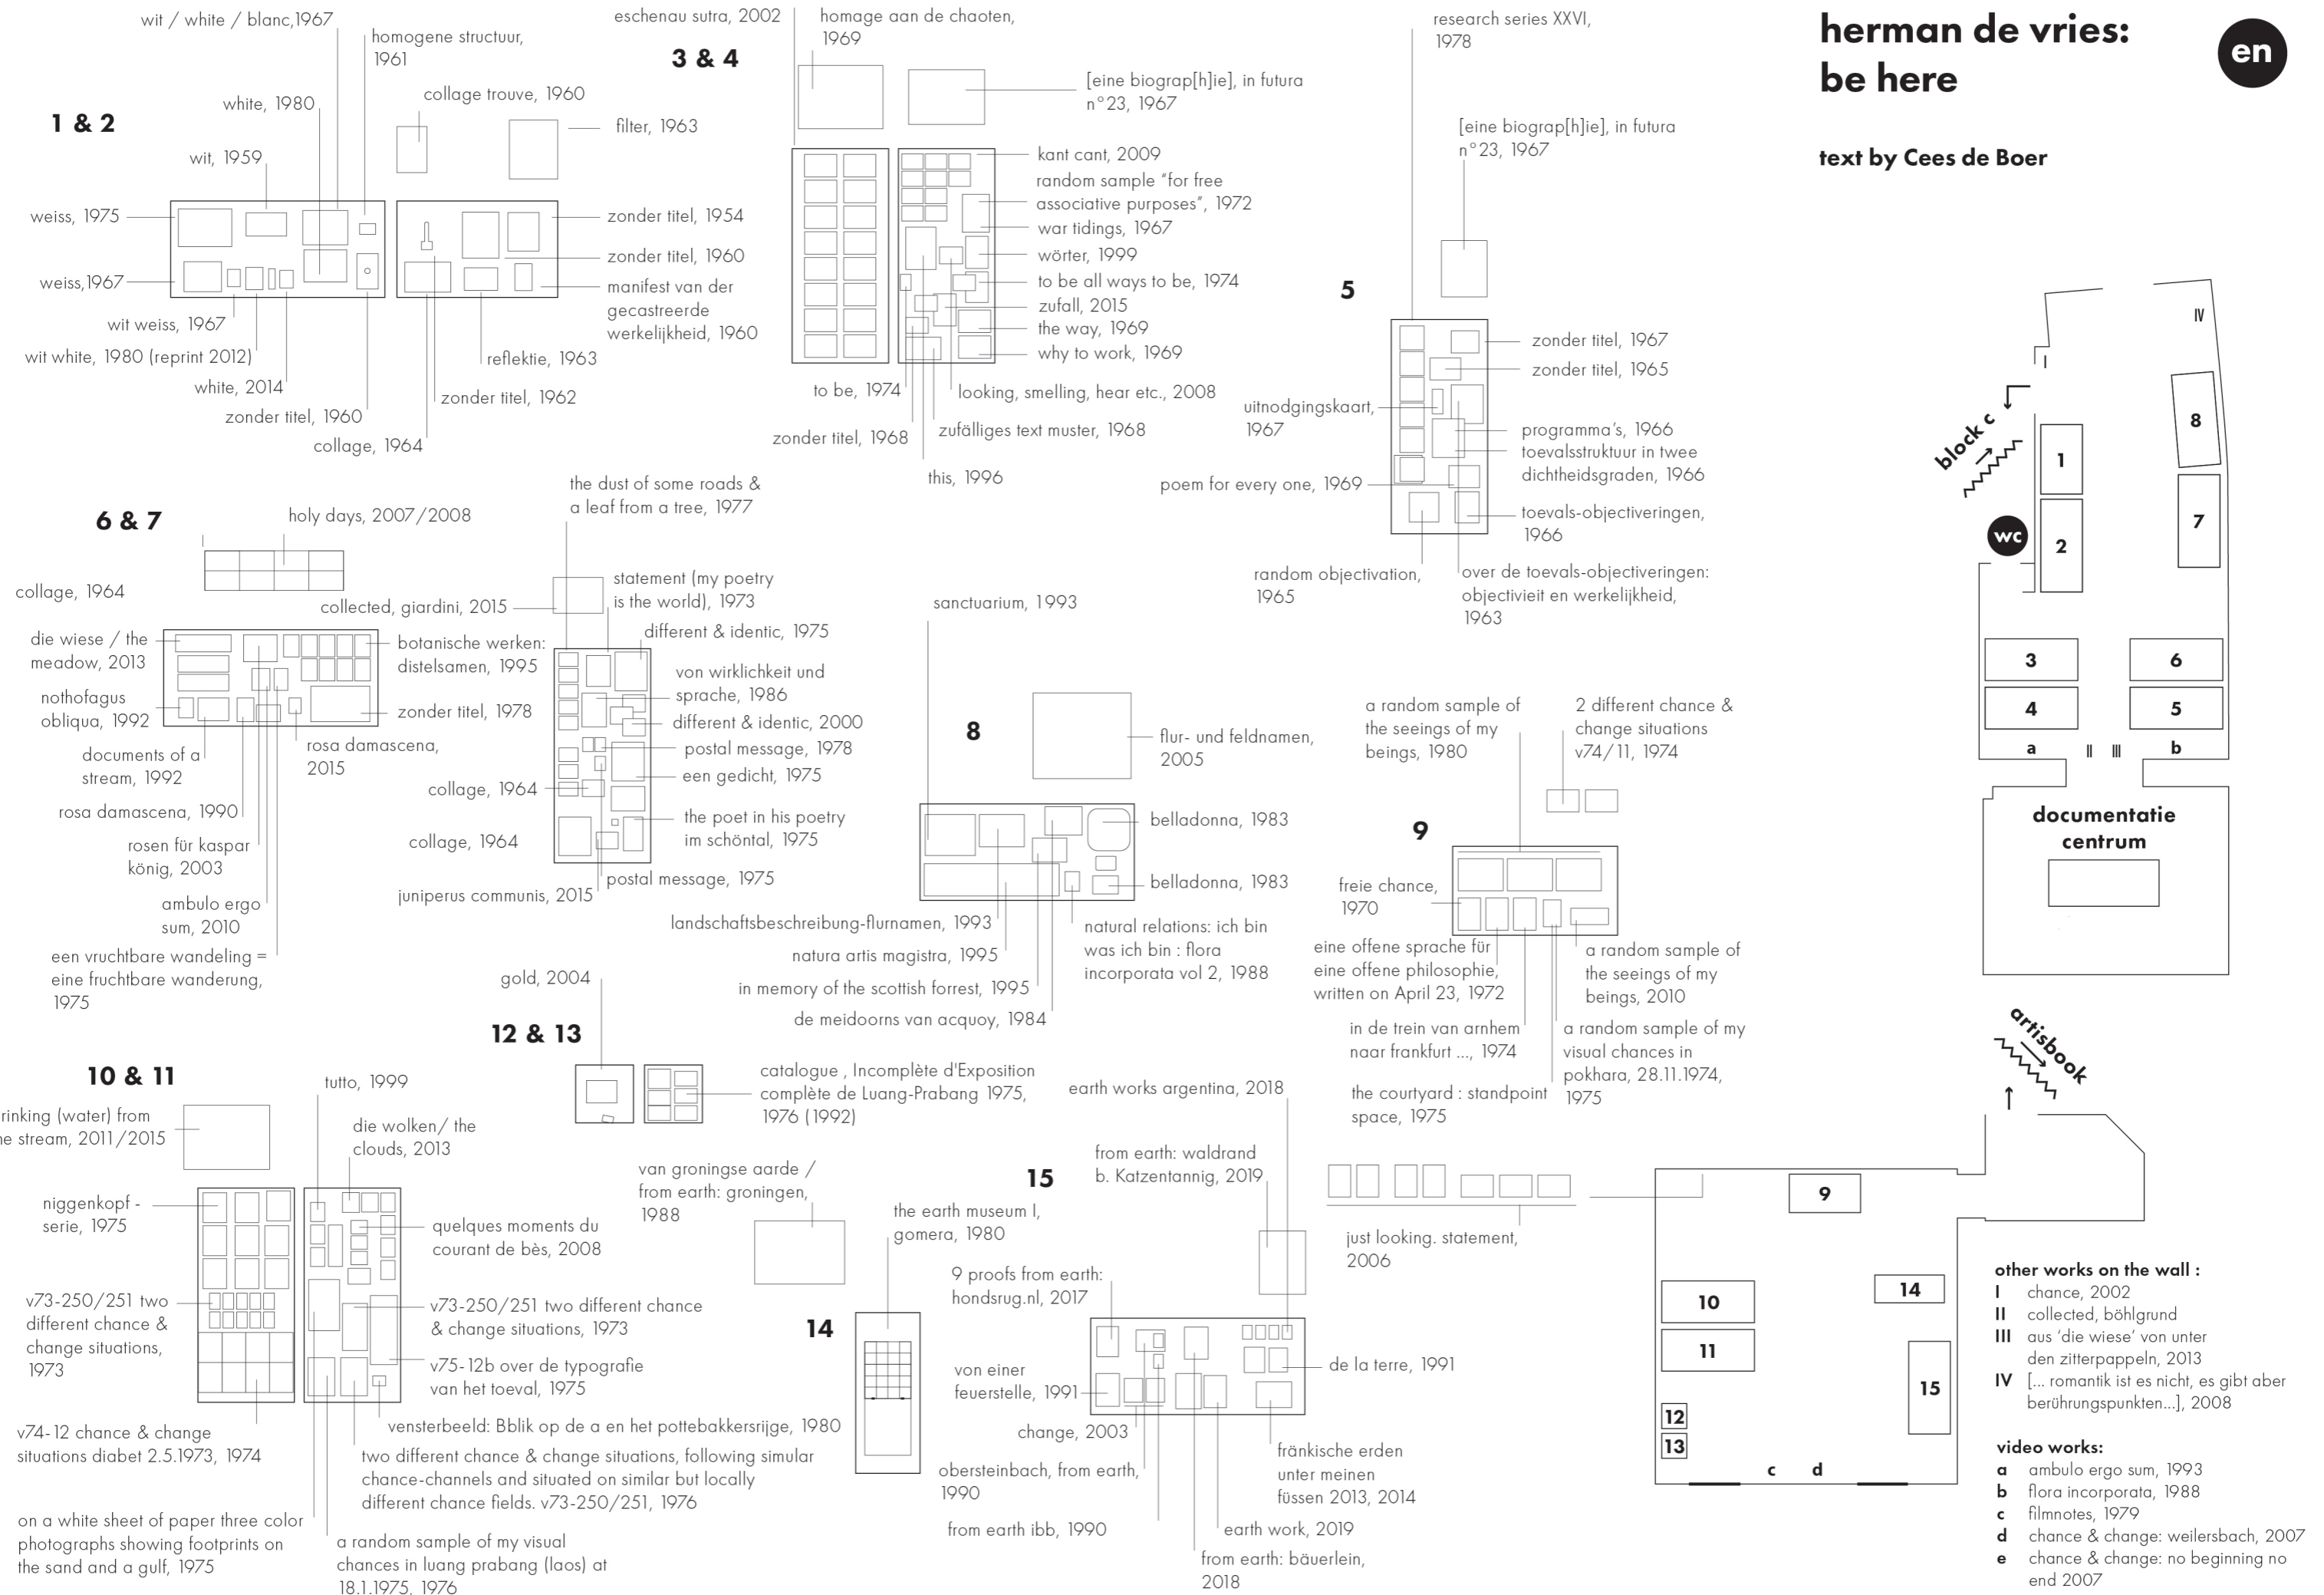 herman de vries:
be here
en
text by Cees de Boer
1 & 2
wit / white / blanc,1967
homogene structuur,
1961
white, 1980
collage trouve, 1960
filter, 1963
wit, 1959
weiss, 1975
weiss,1967
wit weiss, 1967
wit white, 1980 (reprint 2012)
white, 2014
zonder titel, 1960
collage, 1964
zonder titel, 1954
zonder titel, 1960
manifest van der
gecastreerde
werkelijkheid, 1960
reflektie, 1963
zonder titel, 1962
3 & 4
eschenau sutra, 2002
homage aan de chaoten,
1969
[eine biograp[h]ie], in futura
n°23, 1967
kant cant, 2009
random sample “for free
associative purposes”, 1972
war tidings, 1967
wörter, 1999
to be all ways to be, 1974
zufall, 2015
the way, 1969
why to work, 1969
to be, 1974
looking, smelling, hear etc., 2008
zonder titel, 1968
zufälliges text muster, 1968
this, 1996
5
research series XXVI,
1978
[eine biograp[h]ie], in futura
n°23, 1967
zonder titel, 1967
zonder titel, 1965
uitnodgingskaart,
1967
programma's, 1966
toevalsstruktuur in twee
dichtheidsgraden, 1966
poem for every one, 1969
toevals-objectiveringen,
1966
random objectivation,
1965
over de toevals-objectiveringen:
objectivieit en werkelijkheid,
1963
6 & 7
holy days, 2007/2008
collage, 1964
die wiese / the
meadow, 2013
nothofagus
obliqua, 1992
documents of a
stream, 1992
rosa damascena, 1990
rosen für kaspar
könig, 2003
ambulo ergo
sum, 2010
een vruchtbare wandeling =
eine fruchtbare wanderung,
1975
botanische werken:
distelsamen, 1995
zonder titel, 1978
rosa damascena,
2015
the dust of some roads &
a leaf from a tree, 1977
collected, giardini, 2015
statement (my poetry
is the world), 1973
different & identic, 1975
von wirklichkeit und
sprache, 1986
different & identic, 2000
postal message, 1978
een gedicht, 1975
collage, 1964
the poet in his poetry
im schöntal, 1975
collage, 1964
postal message, 1975
juniperus communis, 2015
8
sanctuarium, 1993
flur- und feldnamen,
2005
belladonna, 1983
belladonna, 1983
landschaftsbeschreibung-flurnamen, 1993
natura artis magistra, 1995
in memory of the scottish forrest, 1995
de meidoorns van acquoy, 1984
natural relations: ich bin
was ich bin : flora
incorporata vol 2, 1988
9
a random sample of
the seeings of my
beings, 1980
2 different chance &
change situations
v74/11, 1974
freie chance,
1970
eine offene sprache für
eine offene philosophie,
written on April 23, 1972
in de trein van arnhem
naar frankfurt ..., 1974
the courtyard : standpoint
space, 1975
a random sample of
the seeings of my
beings, 2010
a random sample of my
visual chances in
pokhara, 28.11.1974,
1975
10 & 11
rinking (water) from
he stream, 2011/2015
tutto, 1999
die wolken/ the
clouds, 2013
niggenkopf -
serie, 1975
quelques moments du
courant de bès, 2008
v73-250/251 two
different chance &
change situations,
1973
v73-250/251 two different chance
& change situations, 1973
v75-12b over de typografie
van het toeval, 1975
vensterbeeld: Bblik op de a en het pottebakkersrijge, 1980
v74-12 chance & change
situations diabet 2.5.1973, 1974
two different chance & change situations, following simular
chance-channels and situated on similar but locally
different chance fields. v73-250/251, 1976
on a white sheet of paper three color
photographs showing footprints on
the sand and a gulf, 1975
a random sample of my visual
chances in luang prabang (laos) at
18.1.1975, 1976
12 & 13
gold, 2004
catalogue , Incomplète d'Exposition
complète de Luang-Prabang 1975,
1976 (1992)
14
the earth museum I,
gomera, 1980
15
van groningse aarde /
from earth: groningen,
1988
earth works argentina, 2018
from earth: waldrand
b. Katzentannig, 2019
9 proofs from earth:
hondsrug.nl, 2017
von einer
feuerstelle, 1991
change, 2003
obersteinbach, from earth,
1990
from earth ibb, 1990
de la terre, 1991
fränkische erden
unter meinen
füssen 2013, 2014
earth work, 2019
from earth: bäuerlein,
2018
just looking. statement,
2006
IV
I
block c
8
1
7
wc
2
3
6
4
5
a
II
III
b
documentatie
centrum
artisbook
9
10
14
11
15
12
13
c
d
other works on the wall :
I chance, 2002
II collected, böhlgrund
III aus ‘die wiese’ von unter
den zitterpappeln, 2013
IV [... romantik ist es nicht, es gibt aber
berührungspunkten...], 2008
video works:
a ambulo ergo sum, 1993
b flora incorporata, 1988
c filmnotes, 1979
d chance & change: weilersbach, 2007
e chance & change: no beginning no
end 2007